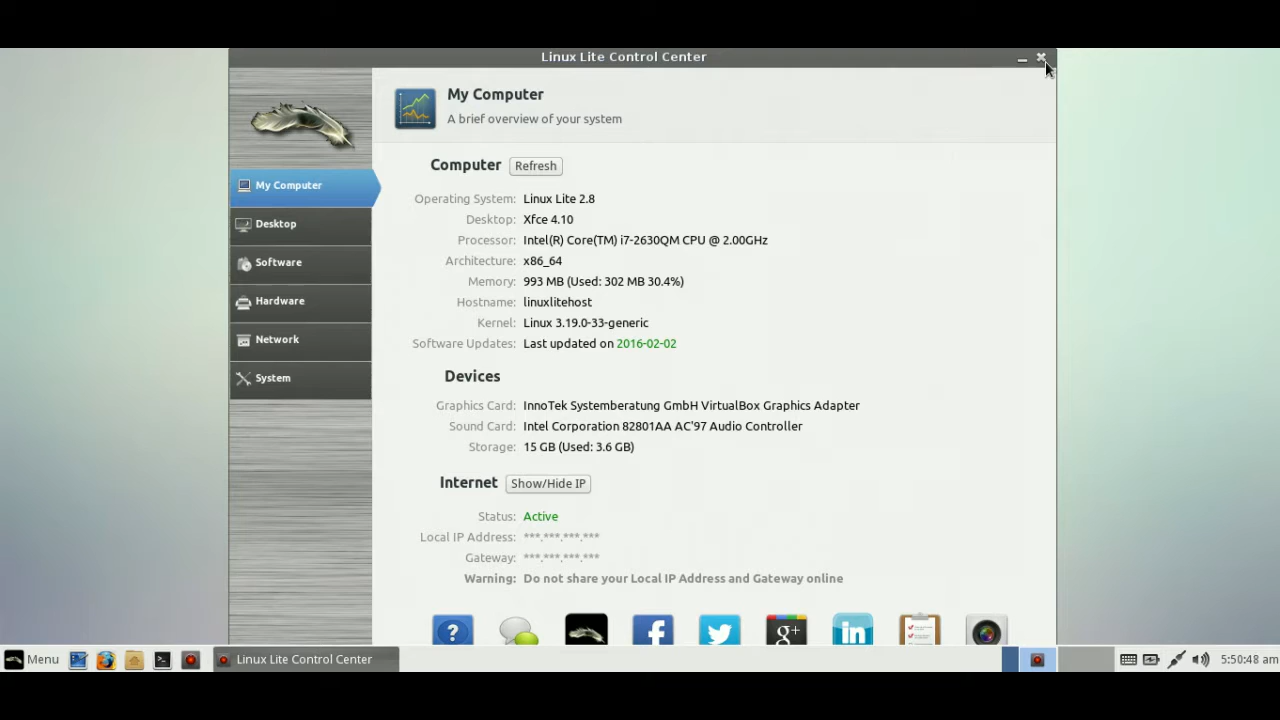 Linux Lite Control Center
My Computer
A brief overview of your system
My Computer
Desktop
Software
Hardware
Network
System
Computer Refresh
Operating System: Linux Lite 2.8
Desktop: Xfce 4.10
Processor: Intel(R) Core(TM) i7-2630QM CPU @ 2.00GHz
Architecture: x86_64
Memory: 993 MB (Used: 302 MB 30.4%)
Hostname: linuxlitehost
Kernel: Linux 3.19.0-33-generic
Software Updates: Last updated on 2016-02-02
Devices
Graphics Card: InnoTek Systemberatung GmbH VirtualBox Graphics Adapter
Sound Card: Intel Corporation 82801AA AC'97 Audio Controller
Storage: 15 GB (Used: 3.6 GB)
Internet Show/Hide IP
Status: Active
Local IP Address: ***.***.***.***
Gateway: ***.***.***.***
Warning: Do not share your Local IP Address and Gateway online
? f g+ in
Menu Linux Lite Control Center 5:50:48 am